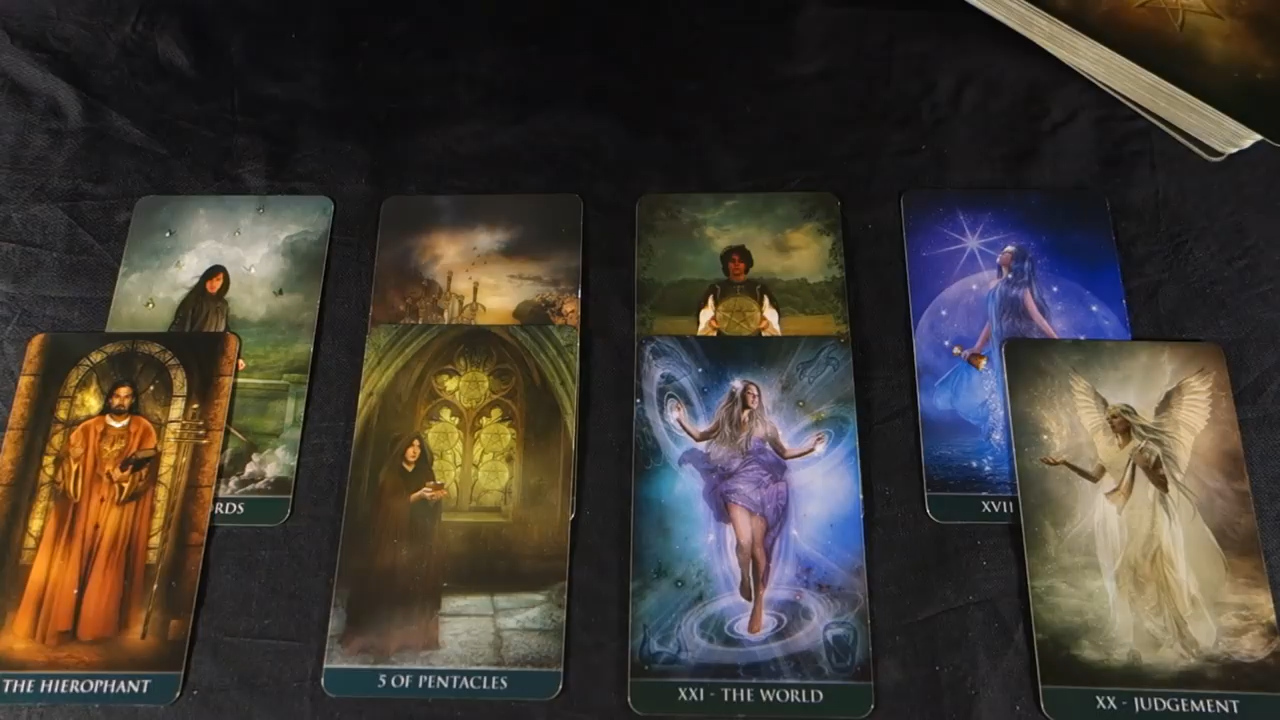 RDS
XVII
THE HIEROPHANT
5 OF PENTACLES
XXI - THE WORLD
XX - JUDGEMENT